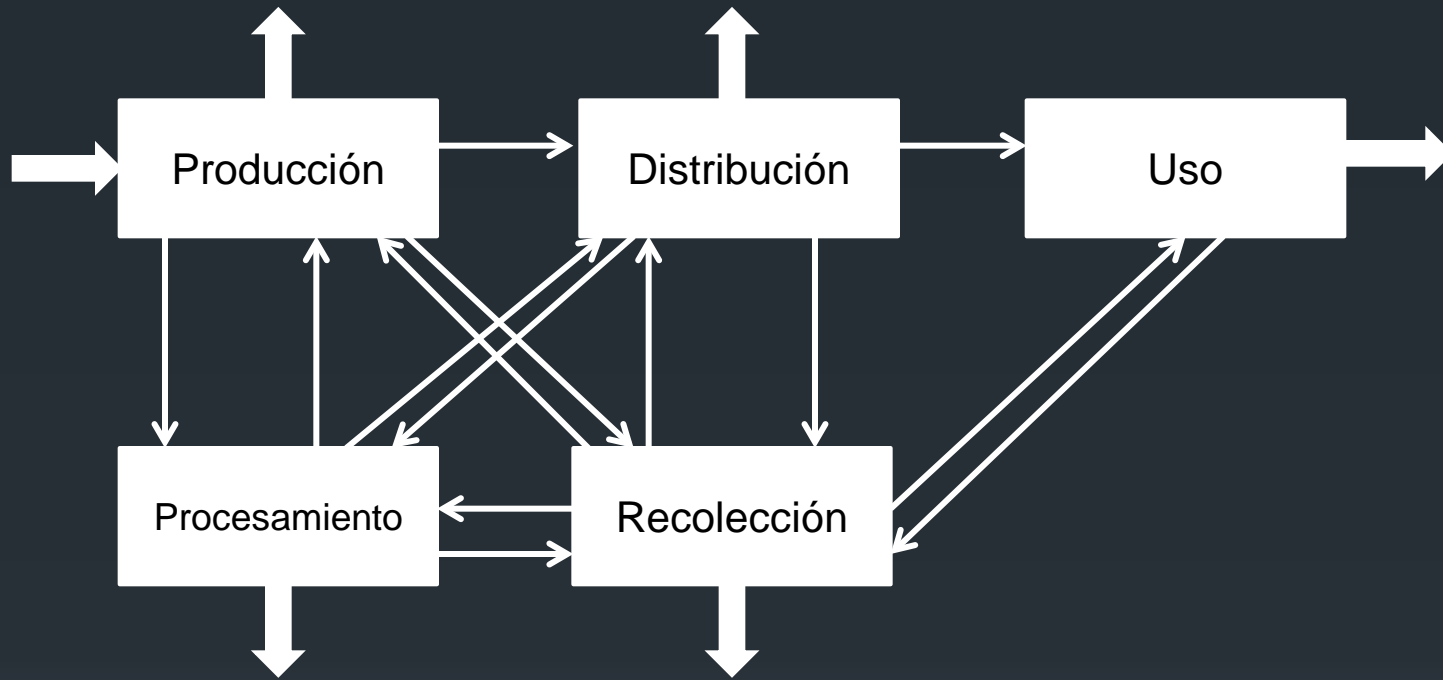 Producción
Distribución
Uso
Procesamiento
Recolección